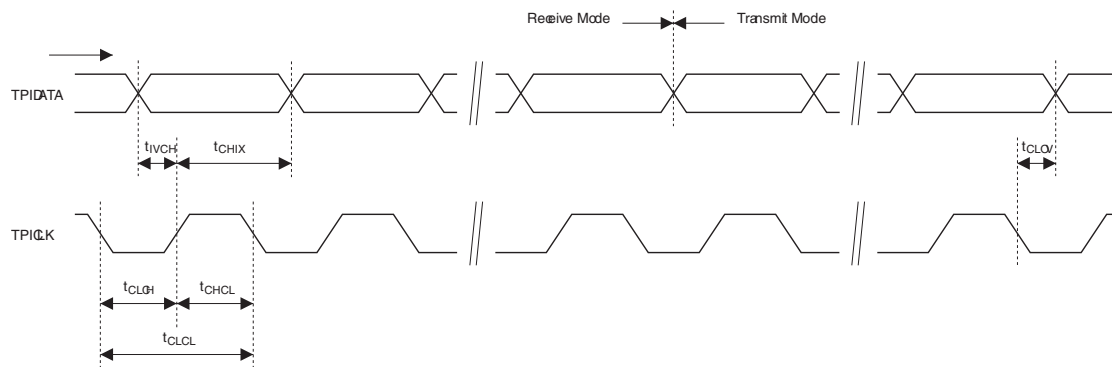 Receive Mode
Transmit Mode
TPIDATA
tIVCH
tCHIX
tCLOV
TPICLK
tCLCH
tCHCL
tCLCL